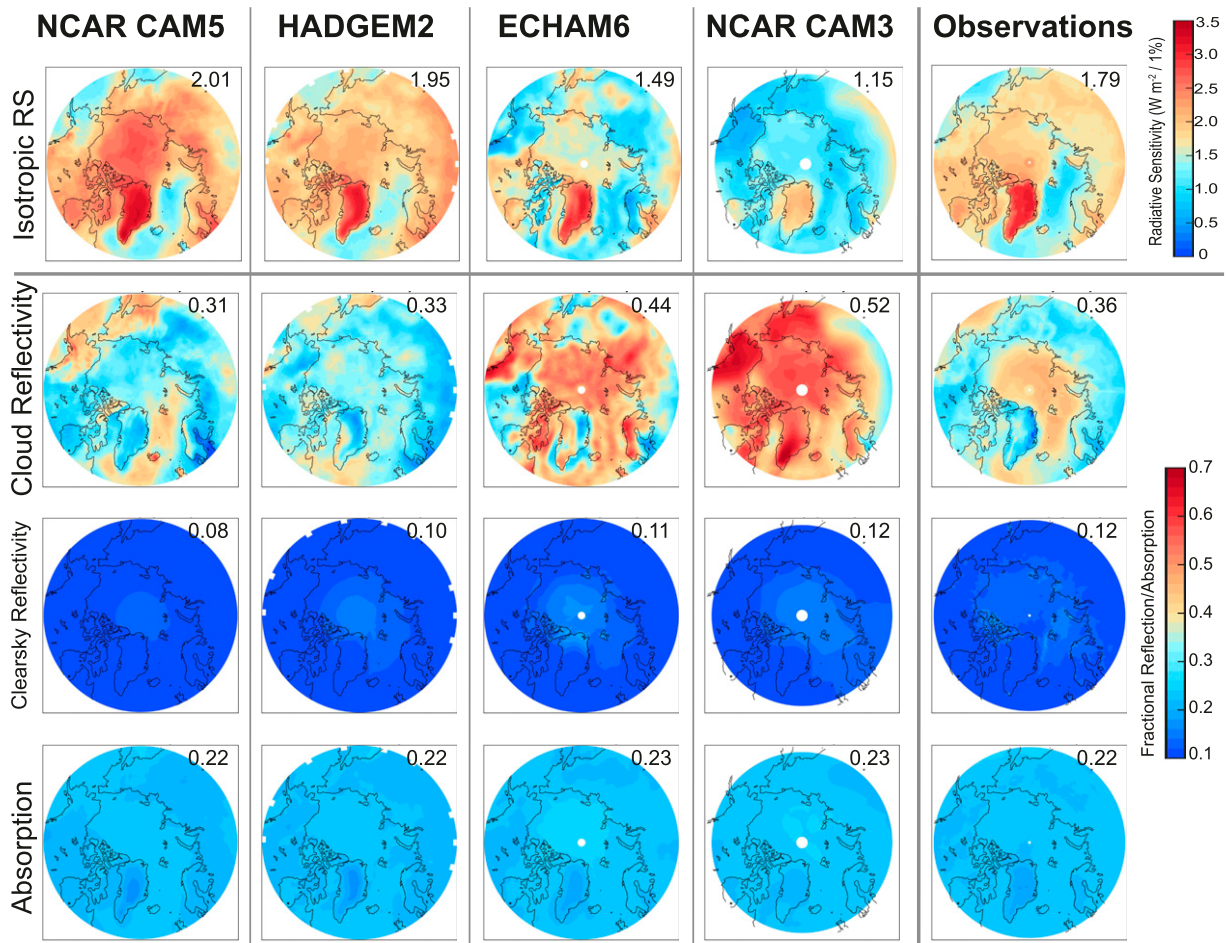 NCAR CAM5 HADGEM2 ECHAM6 NCAR CAM3 Observations
Isotropic RS
2.01 1.95 1.49 1.15 1.79
Radiative Sensitivity (W m⁻² / 1%)
3.5
3.0
2.5
2.0
1.5
1.0
0.5
0
Cloud Reflectivity
0.31 0.33 0.44 0.52 0.36
Clearsky Reflectivity
0.08 0.10 0.11 0.12 0.12
Fractional Reflection/Absorption
0.7
0.6
0.5
0.4
0.3
0.2
0.1
Absorption
0.22 0.22 0.23 0.23 0.22